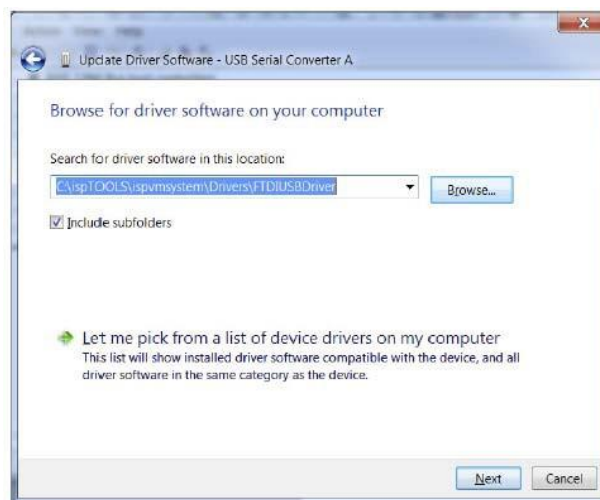 Update Driver Software - USB Serial Converter A
Browse for driver software on your computer
Search for driver software in this location:
C:\ispTOOLS\ispvmsystem\Drivers\FTDIUSBDriver
Browse...
Include subfolders
Let me pick from a list of device drivers on my computer
This list will show installed driver software compatible with the device, and all
driver software in the same category as the device.
Next
Cancel